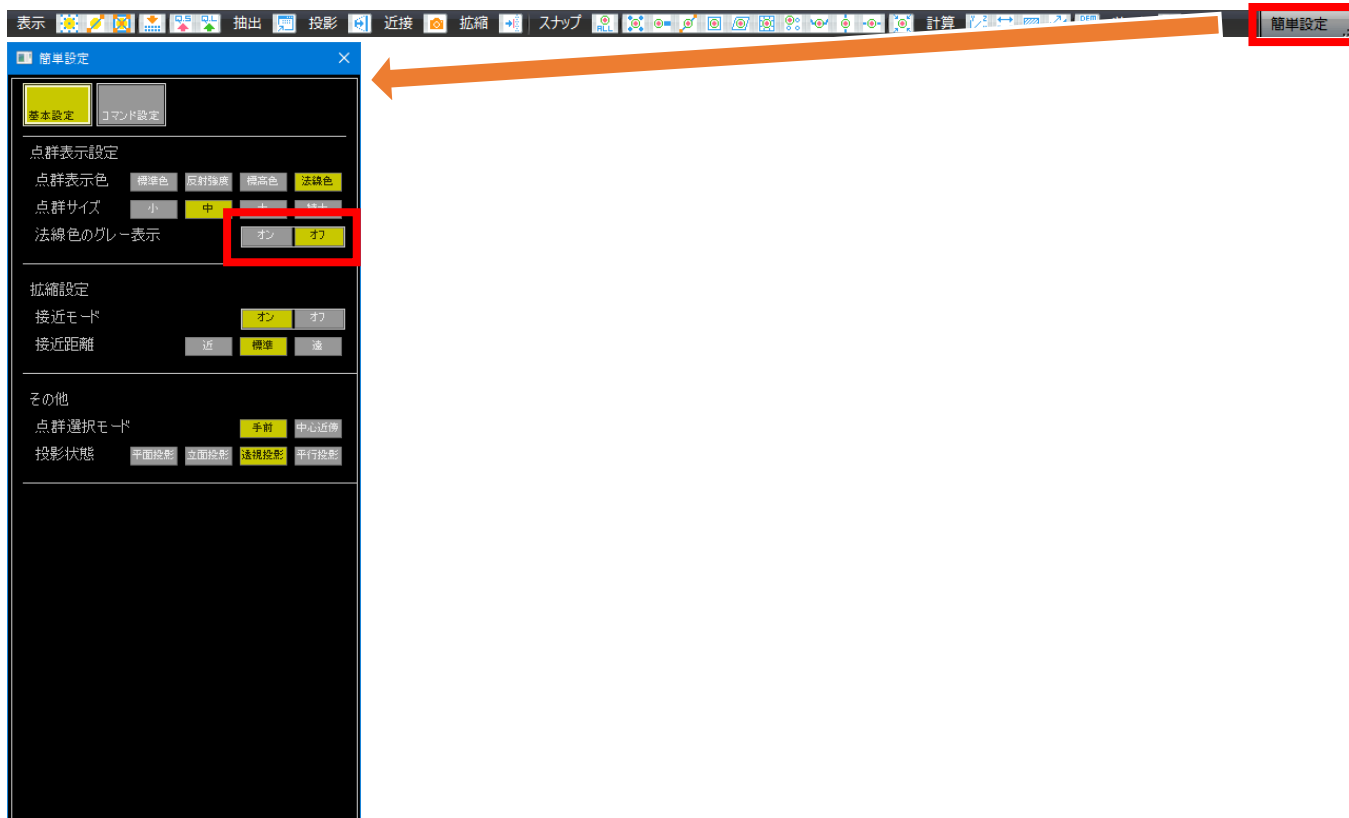 表示 抽出 投影 近接 拡縮 スナップ ALL 計算 簡単設定
簡単設定
基本設定 コマンド設定
点群表示設定
点群表示色 標準色 反射強度 標高色 法線色
点群サイズ 小 中
法線色のグレー表示 オン オフ
拡縮設定
接近モード オン オフ
接近距離 近 標準 遠
その他
点群選択モード 手前 中心近傍
投影状態 平面投影 立面投影 透視投影 平行投影